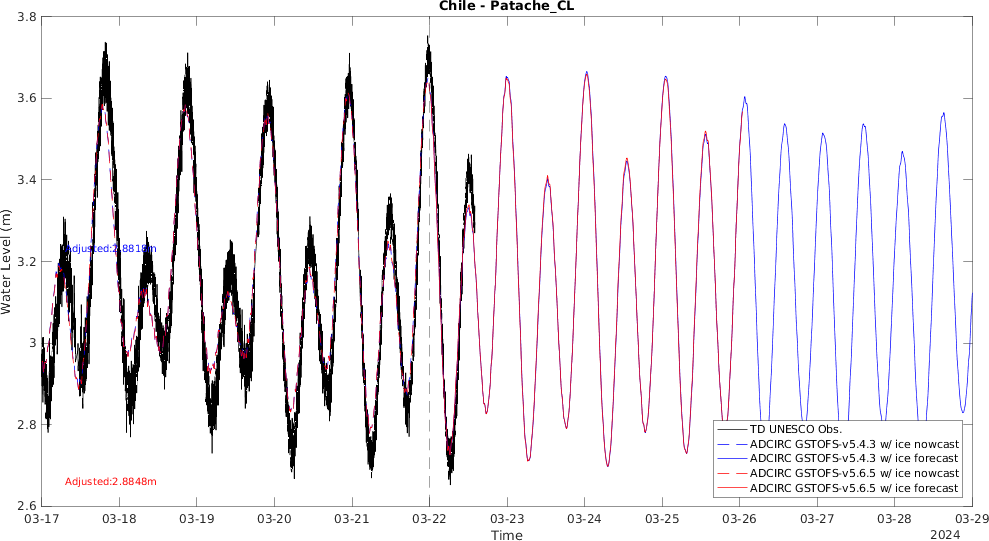 Chile - Patache_CL
3.8
3.6
3.4
3.2
3
2.8
2.6
Water Level (m)
Adjusted:2.8818m
Adjusted:2.8848m
TD UNESCO Obs.
ADCIRC GSTOFS-v5.4.3 w/ ice nowcast
ADCIRC GSTOFS-v5.4.3 w/ ice forecast
ADCIRC GSTOFS-v5.6.5 w/ ice nowcast
ADCIRC GSTOFS-v5.6.5 w/ ice forecast
03-17 03-18 03-19 03-20 03-21 03-22 03-23 03-24 03-25 03-26 03-27 03-28 03-29
Time
2024